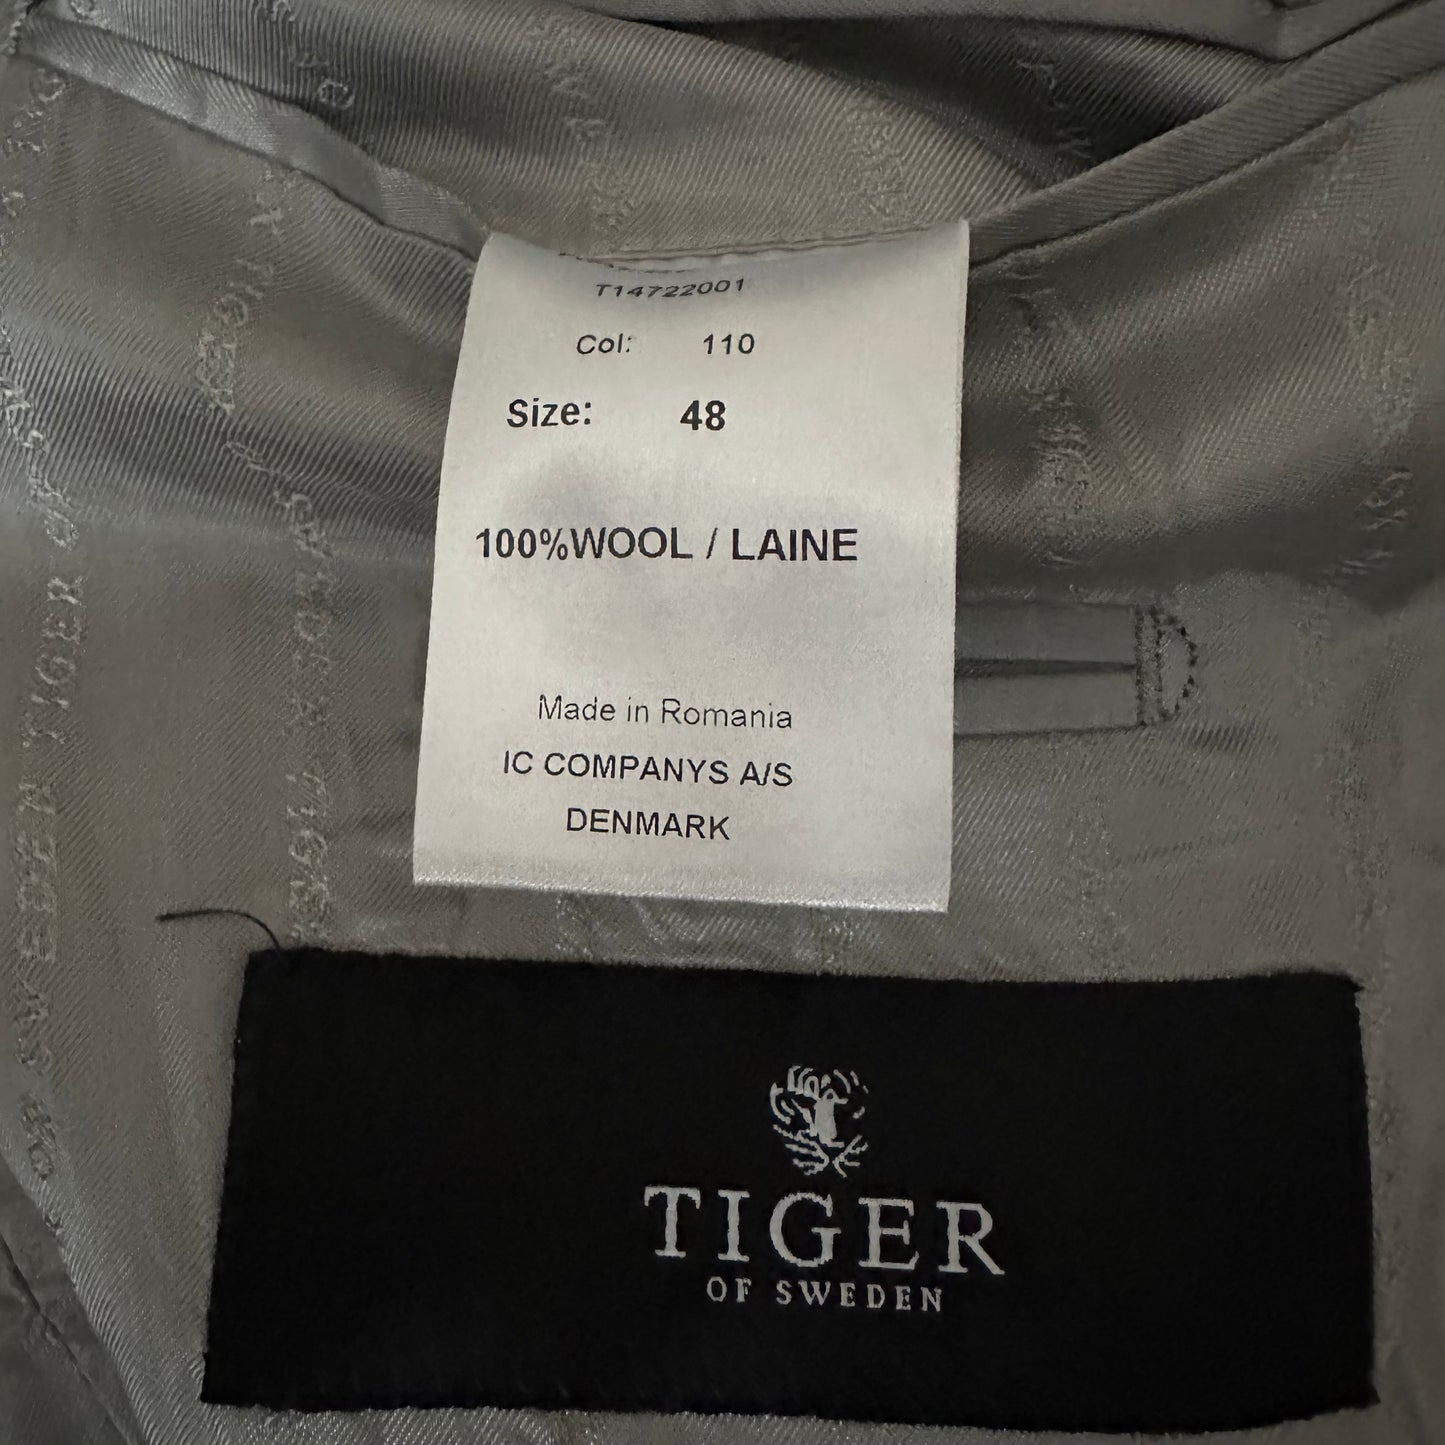 T14722001
Col: 110
Size: 48
100%WOOL / LAINE
Made in Romania
IC COMPANYS A/S
DENMARK
TIGER
OF SWEDEN